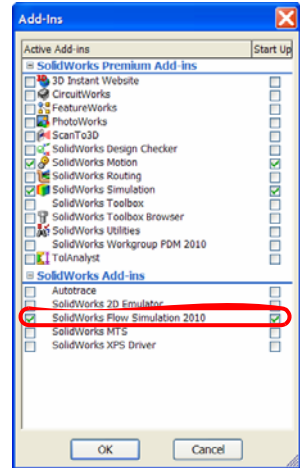 Add-Ins
Active Add-ins Start Up
SolidWorks Premium Add-ins
3D Instant Website
CircuitWorks
FeatureWorks
PhotoWorks
ScanTo3D
SolidWorks Design Checker
SolidWorks Motion
SolidWorks Routing
SolidWorks Simulation
SolidWorks Toolbox
SolidWorks Toolbox Browser
SolidWorks Utilities
SolidWorks Workgroup PDM 2010
TolAnalyst
SolidWorks Add-ins
Autotrace
SolidWorks 2D Emulator
SolidWorks Flow Simulation 2010
SolidWorks MTS
SolidWorks XPS Driver
OK Cancel